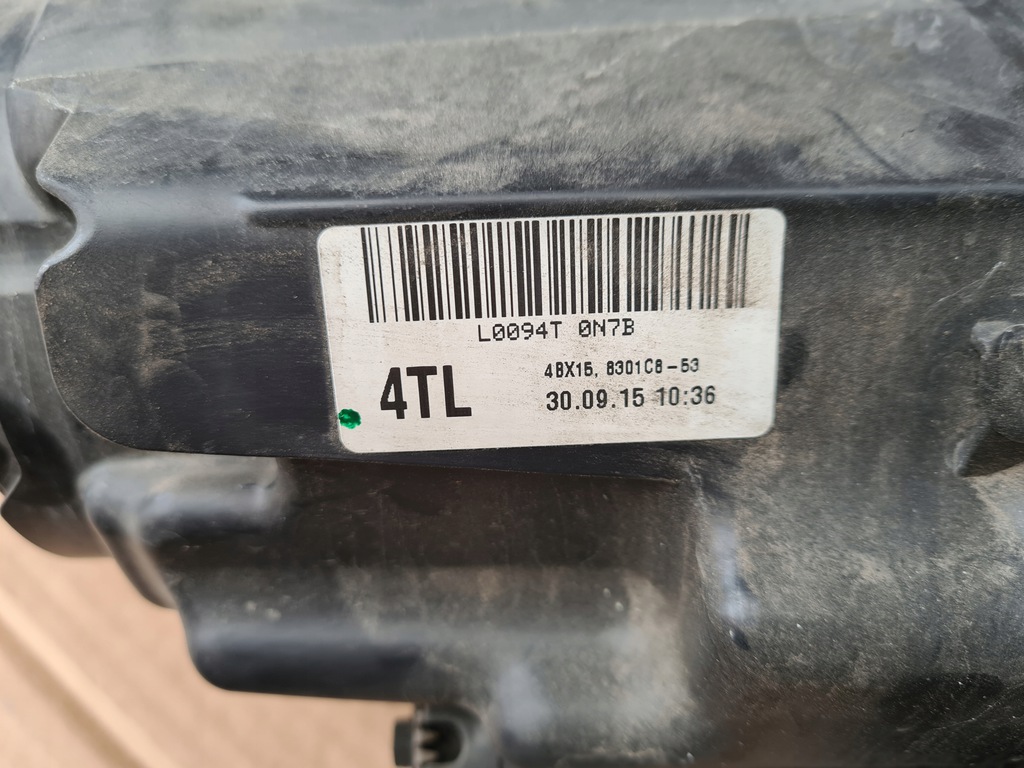 L0094T 0N7B
4TL
4BX15, 8301C8-53
30.09.15 10:36